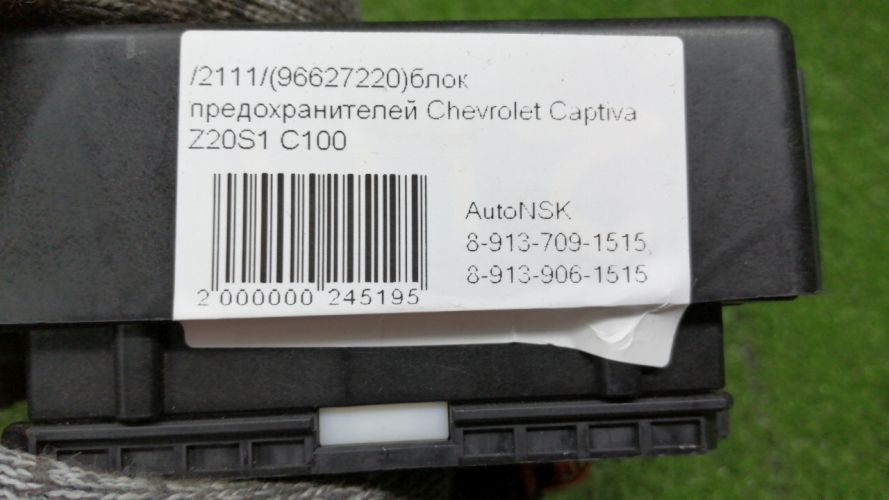 /2111/(96627220)блок
предохранителей Chevrolet Captiva
Z20S1 C100
AutoNSK
8-913-709-1515
8-913-906-1515
2 000000 245195